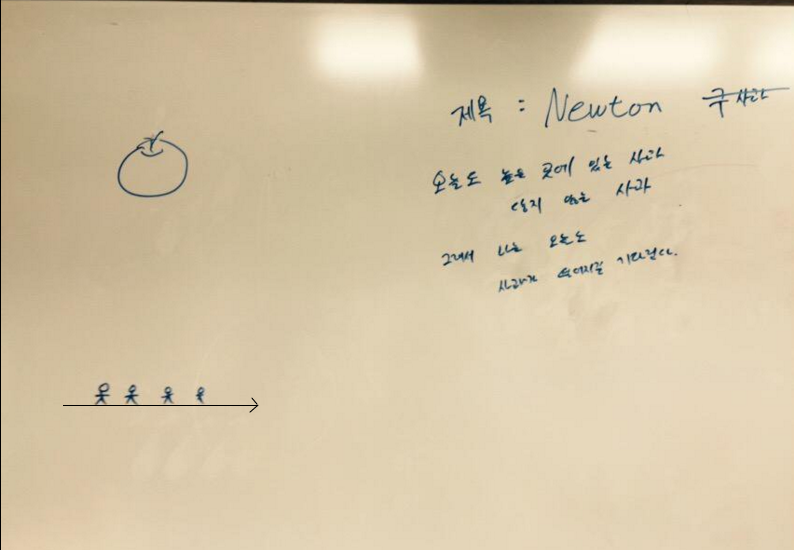 제목 : Newton 구 사과
오늘도 높은 곳에 있는 사과
닿지 않는 사과
그래서 나는 오늘도
사과가 떨어지길 기다린다.